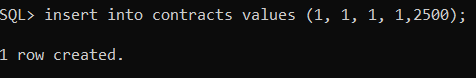 SQL> insert into contracts values (1, 1, 1, 1,2500);
1 row created.